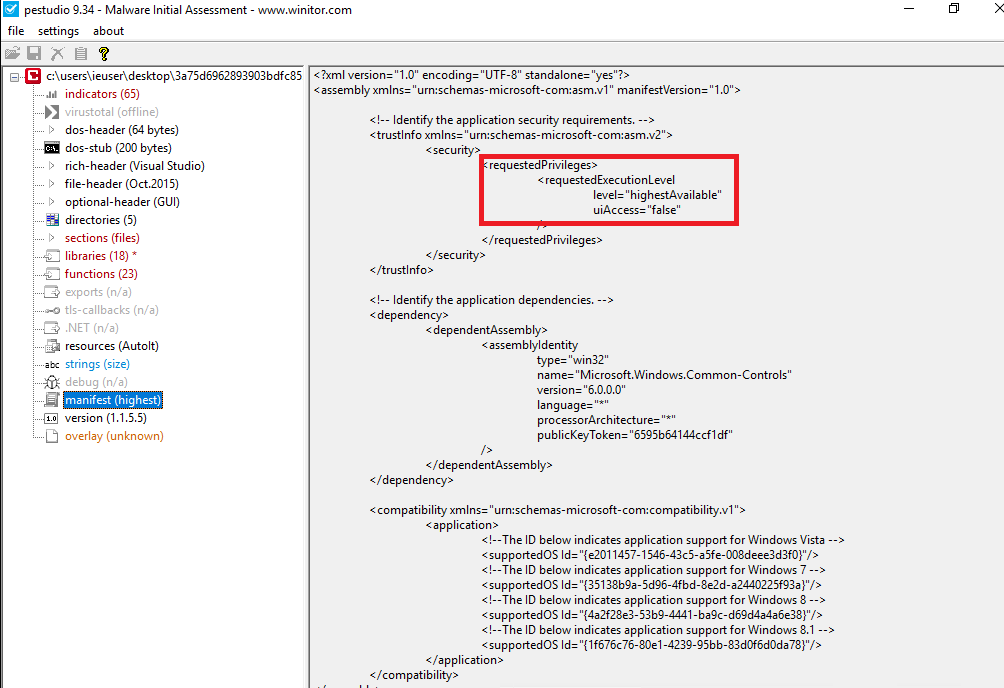 pestudio 9.34 - Malware Initial Assessment - www.winitor.com
file settings about
c:\users\ieuser\desktop\3a75d6962893903bdfc85
indicators (65)
virustotal (offline)
dos-header (64 bytes)
dos-stub (200 bytes)
rich-header (Visual Studio)
file-header (Oct.2015)
optional-header (GUI)
directories (5)
sections (files)
libraries (18) *
functions (23)
exports (n/a)
tls-callbacks (n/a)
.NET (n/a)
resources (AutoIt)
abc strings (size)
debug (n/a)
manifest (highest)
1.0 version (1.1.5.5)
overlay (unknown)
<?xml version="1.0" encoding="UTF-8" standalone="yes"?>
<assembly xmlns="urn:schemas-microsoft-com:asm.v1" manifestVersion="1.0">
<!-- Identify the application security requirements. -->
<trustInfo xmlns="urn:schemas-microsoft-com:asm.v2">
<security>
<requestedPrivileges>
<requestedExecutionLevel
level="highestAvailable"
uiAccess="false"
/>
</requestedPrivileges>
</security>
</trustInfo>
<!-- Identify the application dependencies. -->
<dependency>
<dependentAssembly>
<assemblyIdentity
type="win32"
name="Microsoft.Windows.Common-Controls"
version="6.0.0.0"
language="*"
processorArchitecture="*"
publicKeyToken="6595b64144ccf1df"
/>
</dependentAssembly>
</dependency>
<compatibility xmlns="urn:schemas-microsoft-com:compatibility.v1">
<application>
<!--The ID below indicates application support for Windows Vista -->
<supportedOS Id="{e2011457-1546-43c5-a5fe-008deee3d3f0}"/>
<!--The ID below indicates application support for Windows 7 -->
<supportedOS Id="{35138b9a-5d96-4fbd-8e2d-a2440225f93a}"/>
<!--The ID below indicates application support for Windows 8 -->
<supportedOS Id="{4a2f28e3-53b9-4441-ba9c-d69d4a4a6e38}"/>
<!--The ID below indicates application support for Windows 8.1 -->
<supportedOS Id="{1f676c76-80e1-4239-95bb-83d0f6d0da78}"/>
</application>
</compatibility>